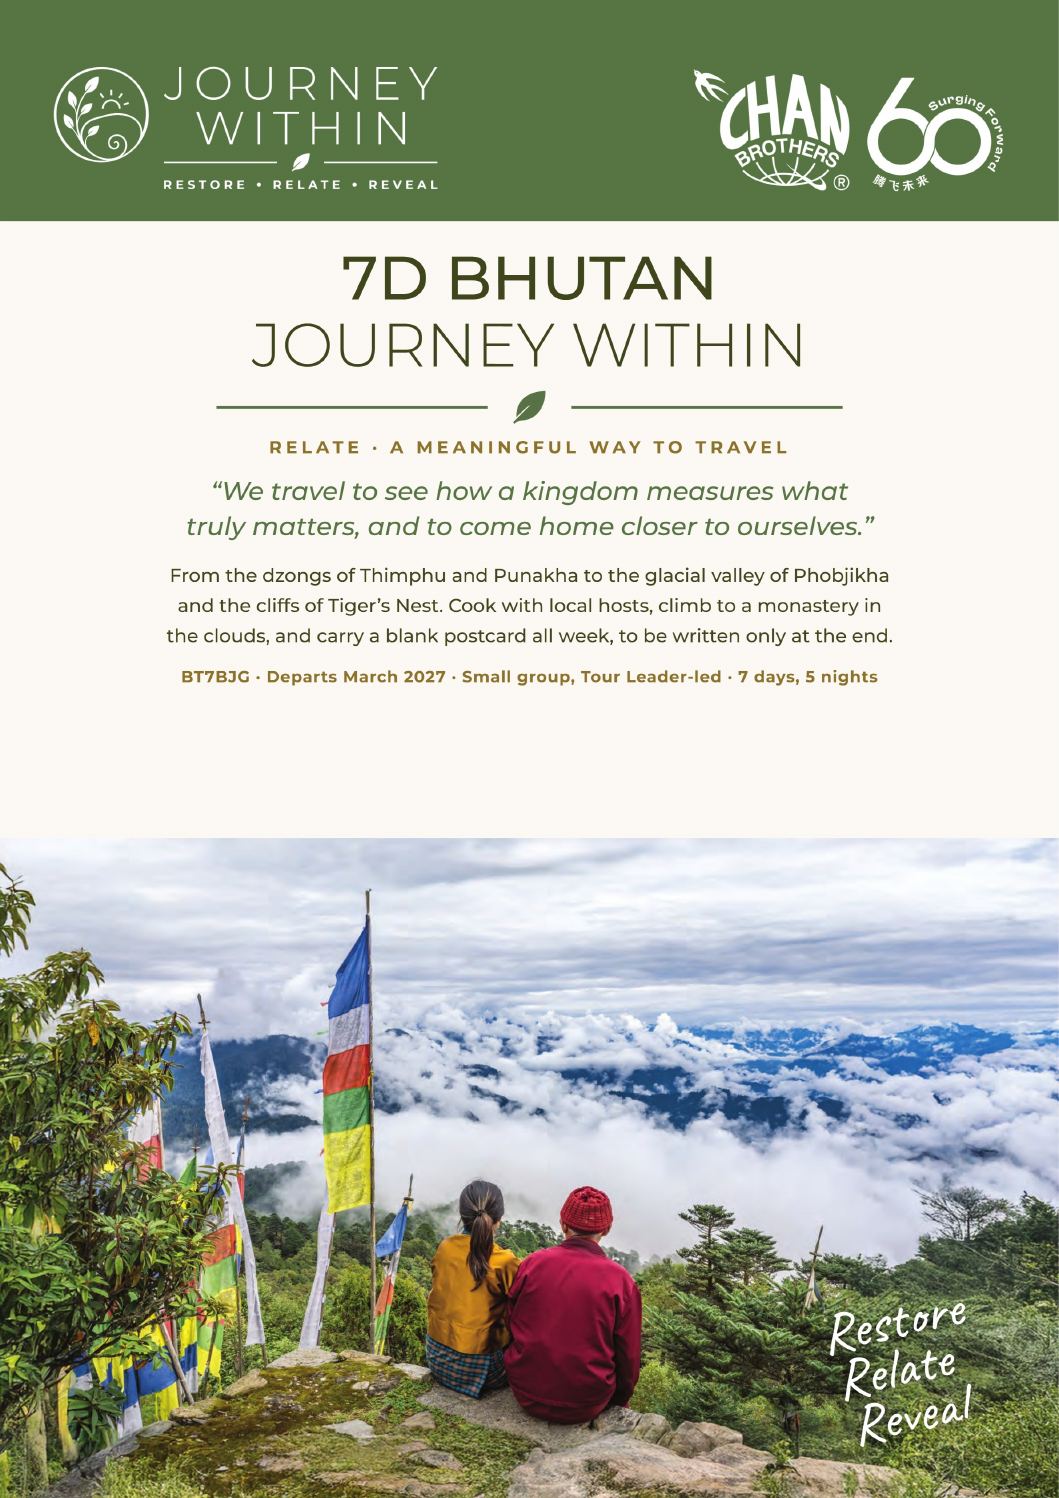 JOURNEY
WITHIN
RESTORE • RELATE • REVEAL
CHAN
BROTHERS
®
60
Surging Forward
腾飞未来
7D BHUTAN
JOURNEY WITHIN
RELATE · A MEANINGFUL WAY TO TRAVEL
“We travel to see how a kingdom measures what
truly matters, and to come home closer to ourselves.”
From the dzongs of Thimphu and Punakha to the glacial valley of Phobjikha
and the cliffs of Tiger’s Nest. Cook with local hosts, climb to a monastery in
the clouds, and carry a blank postcard all week, to be written only at the end.
BT7BJG · Departs March 2027 · Small group, Tour Leader-led · 7 days, 5 nights
Restore
Relate
Reveal